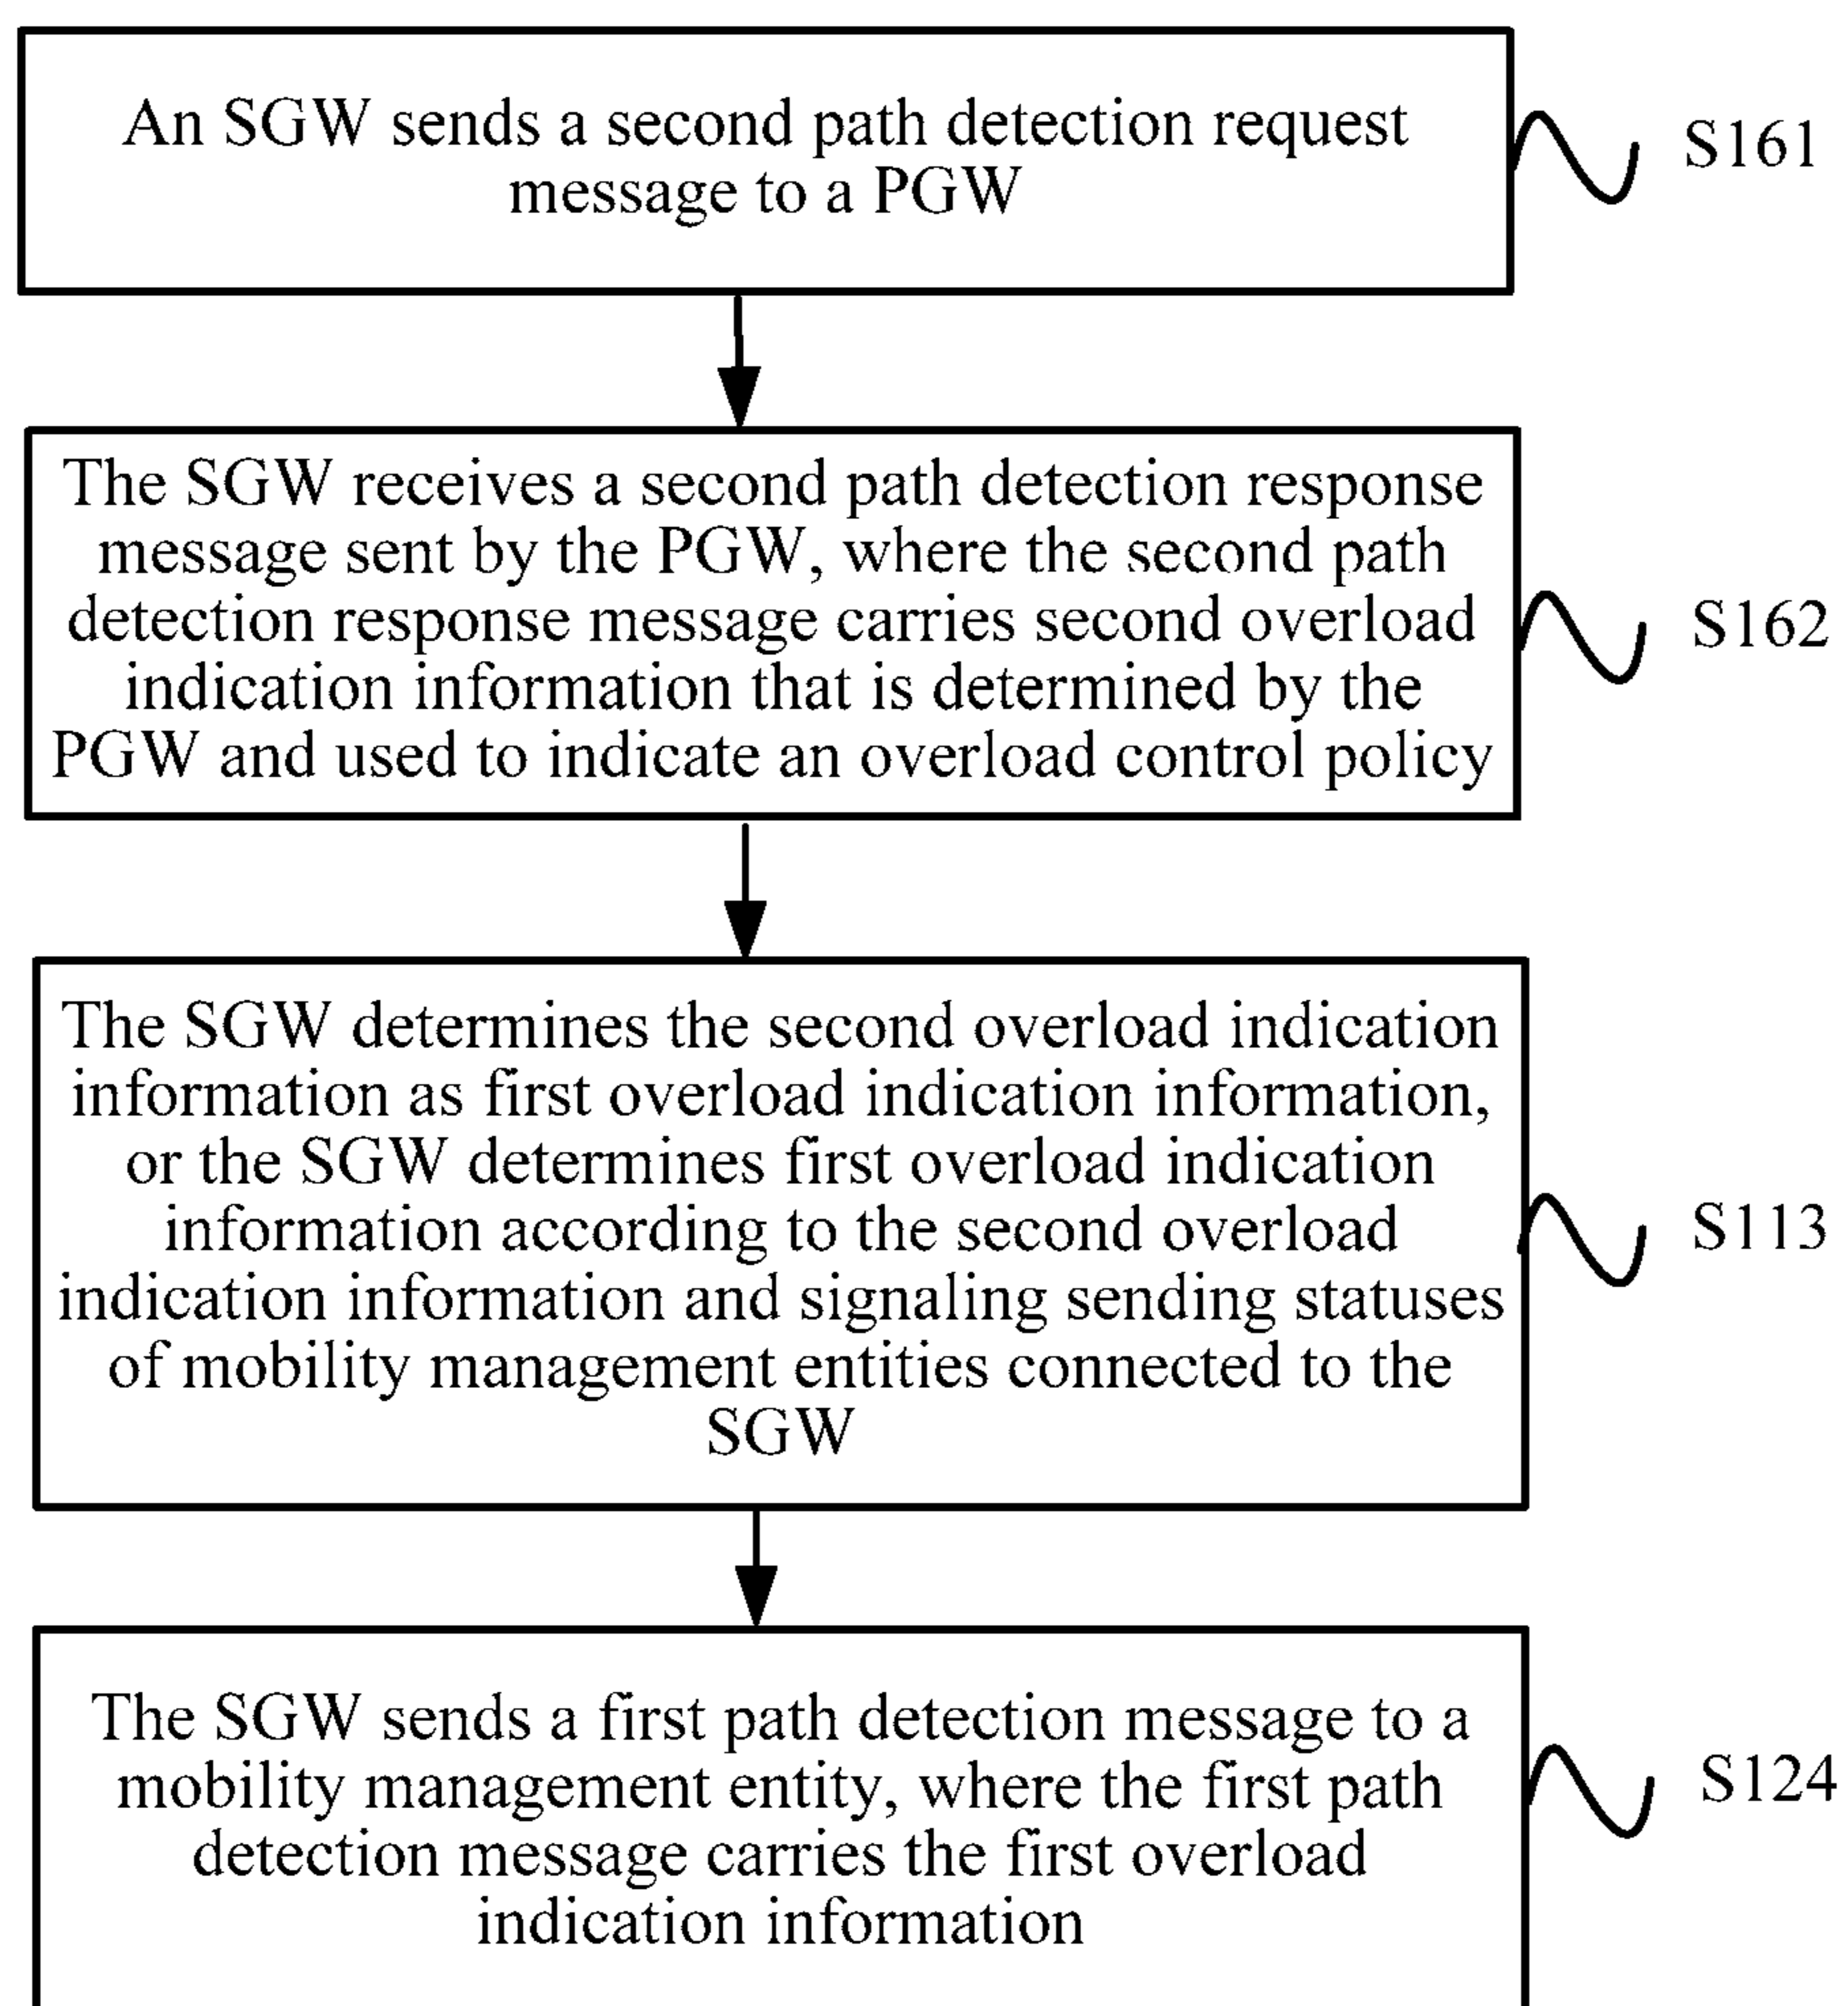 An SGW sends a second path detection request
message to a PGW
S161
The SGW receives a second path detection response
message sent by the PGW, where the second path
detection response message carries second overload
indication information that is determined by the
PGW and used to indicate an overload control policy
S162
The SGW determines the second overload indication
information as first overload indication information,
or the SGW determines first overload indication
information according to the second overload
indication information and signaling sending statuses
of mobility management entities connected to the
SGW
S113
The SGW sends a first path detection message to a
mobility management entity, where the first path
detection message carries the first overload
indication information
S124